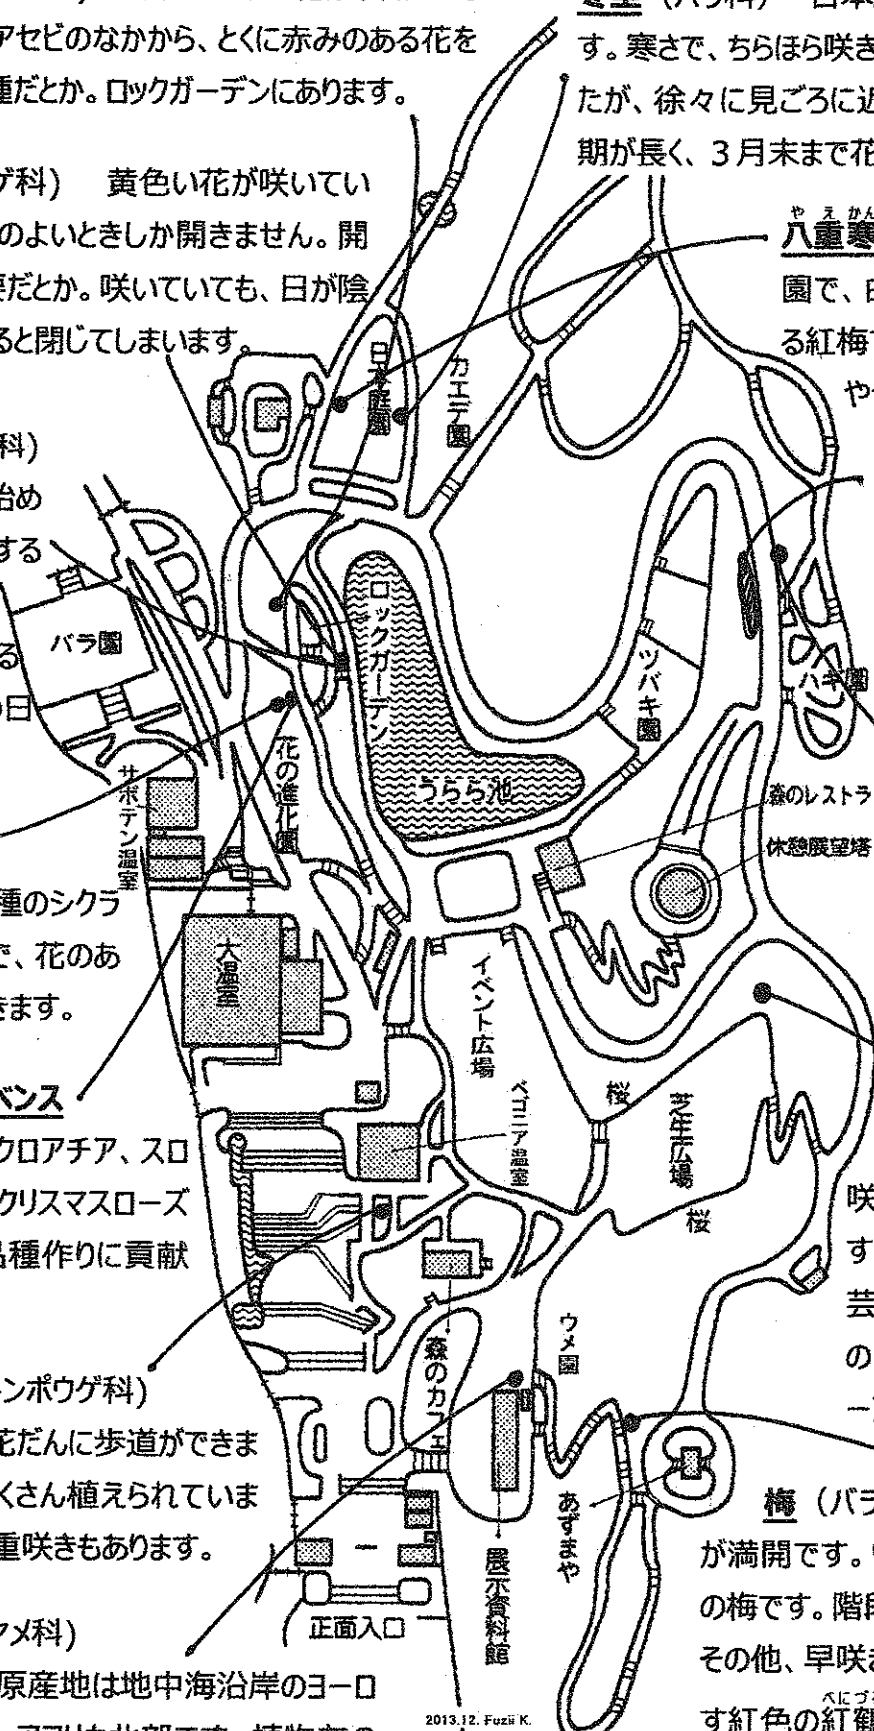 アセビのなかから、とくに赤みのある花を
種だとか。ロックガーデンにあります。
(バラ科) 日本
す。寒さで、ちらほら咲き
たが、徐々に見ごろに近
期が長く、3月末まで花
ゲ科) 黄色い花が咲いてい
のよいときしか開きません。開
要だとか。咲いていても、日が陰
ると閉じてしまいます。
やえかん
八重寒
園で、
る紅梅
や
科)
始め
する
る
日
日本庭園
カエデ園
バラ園
ロックガーデン
ツバキ園
ハギ園
うらら池
花の進化園
サボテン温室
森のレストラ
休憩展望塔
種のシクラ
で、花のあ
きます。
大温室
イベント広場
ベゴニア温室
桜
芝生広場
桜
ベンス
クロアチア、スロ
クリスマスローズ
品種作りに貢献
咲
す
芸
の
ー
ウメ園
森のカフェ
ンポウゲ科)
花だんに歩道ができま
くさん植えられていま
重咲きもあります。
あずまや
展示資料館
正面入口
梅 (バラ
が満開です。
の梅です。階段
その他、早咲き
べにづる
す紅色の紅鶴
ヤメ科)
原産地は地中海沿岸のヨーロ
2013.12. Fuzii K.